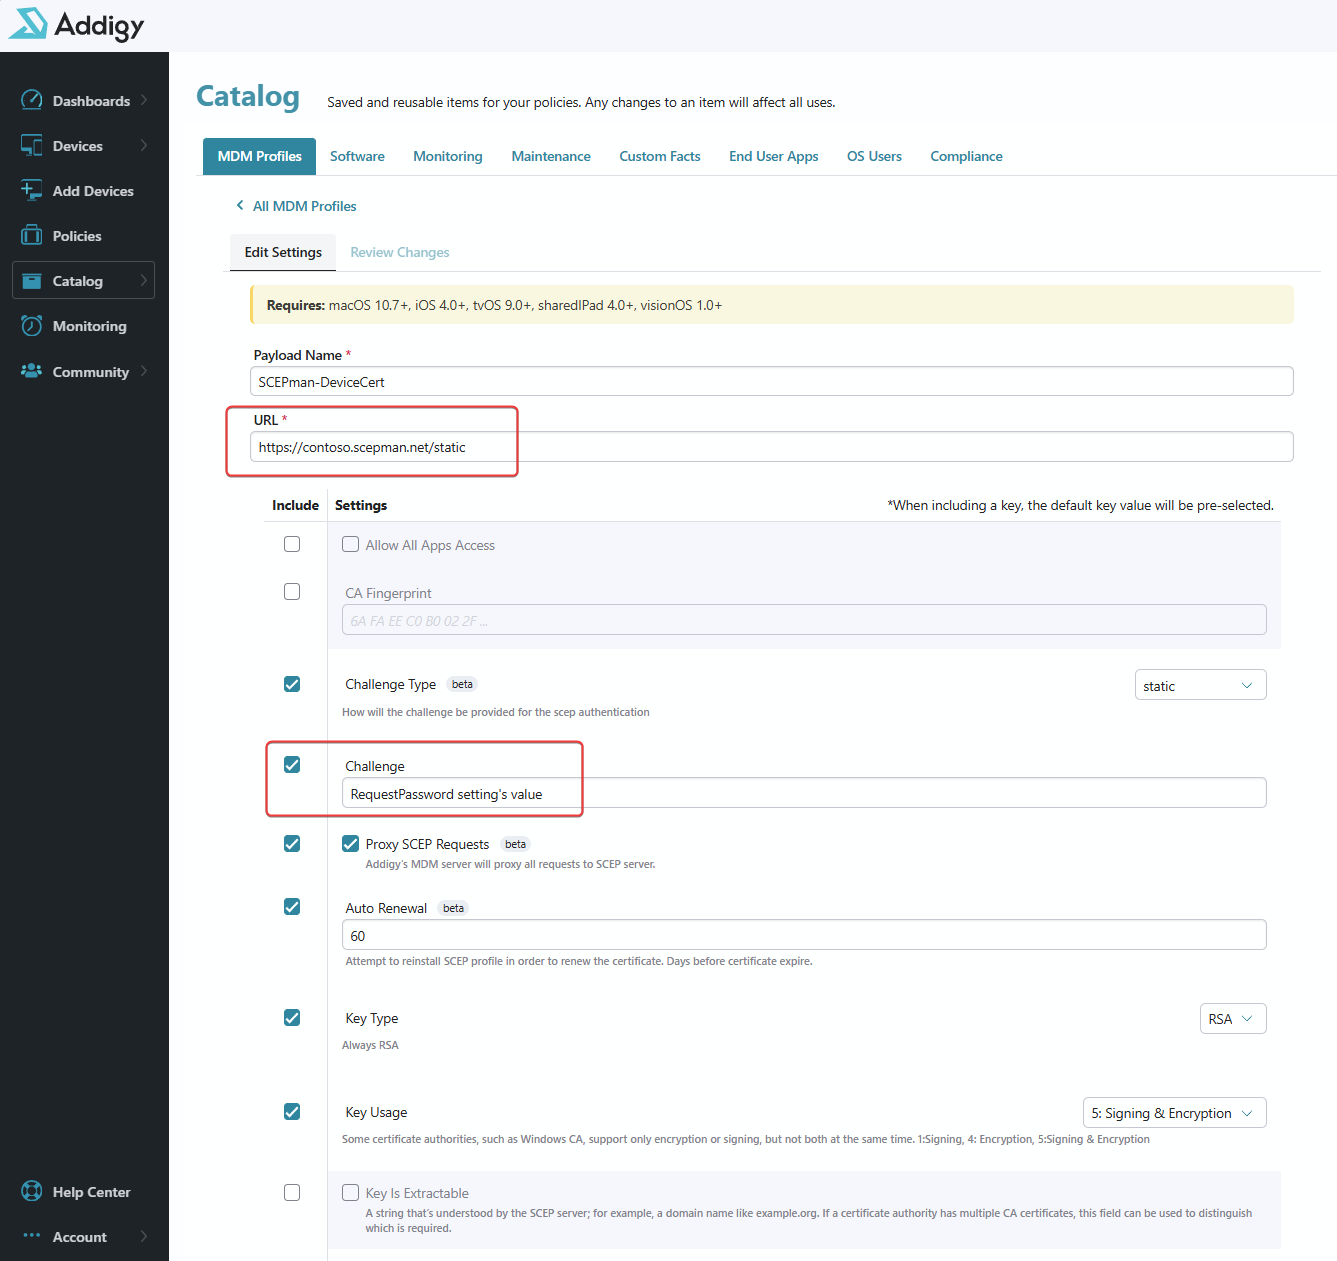 Addigy
Dashboards
Devices
Add Devices
Policies
Catalog
Monitoring
Community
Help Center
Account
Catalog
Saved and reusable items for your policies. Any changes to an item will affect all uses.
MDM Profiles Software Monitoring Maintenance Custom Facts End User Apps OS Users Compliance
All MDM Profiles
Edit Settings Review Changes
Requires: macOS 10.7+, iOS 4.0+, tvOS 9.0+, sharedIPad 4.0+, visionOS 1.0+
Payload Name *
SCEPman-DeviceCert
URL *
https://contoso.scepman.net/static
Include Settings *When including a key, the default key value will be pre-selected.
Allow All Apps Access
CA Fingerprint
6A FA EE C0 B0 02 2F ...
Challenge Type beta static
How will the challenge be provided for the scep authentication
Challenge
RequestPassword setting's value
Proxy SCEP Requests beta
Addigy's MDM server will proxy all requests to SCEP server.
Auto Renewal beta
60
Attempt to reinstall SCEP profile in order to renew the certificate. Days before certificate expire.
Key Type RSA
Always RSA
Key Usage 5: Signing & Encryption
Some certificate authorities, such as Windows CA, support only encryption or signing, but not both at the same time. 1:Signing, 4: Encryption, 5:Signing & Encryption
Key Is Extractable
A string that's understood by the SCEP server; for example, a domain name like example.org. If a certificate authority has multiple CA certificates, this field can be used to distinguish
which is required.